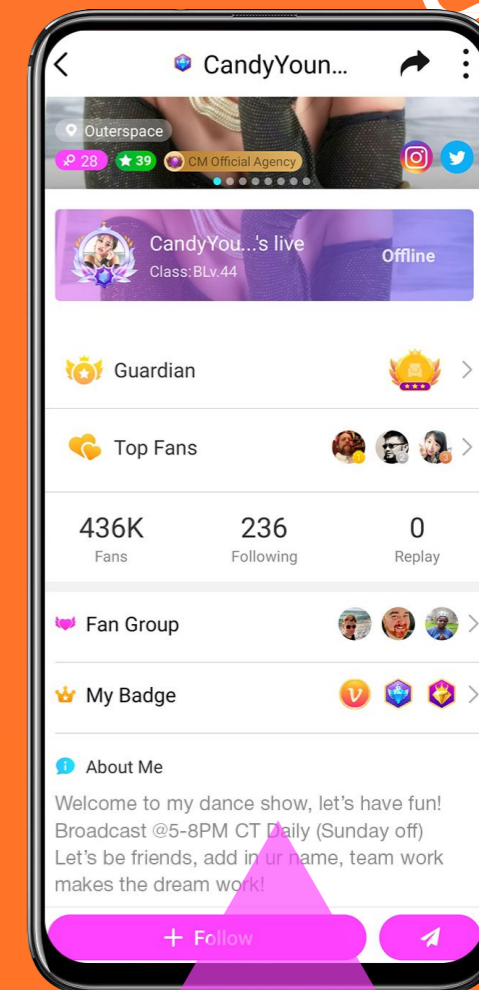 CandyYoun...
Outerspace
28
39
CM Official Agency
CandyYou...'s live
Class:BLv.44
Offline
Guardian
Top Fans
436K
236
0
Fans
Following
Replay
Fan Group
My Badge
About Me
Welcome to my dance show, let's have fun!
Broadcast @5-8PM CT Daily (Sunday off)
Let's be friends, add in ur name, team work
makes the dream work!
+ Follow